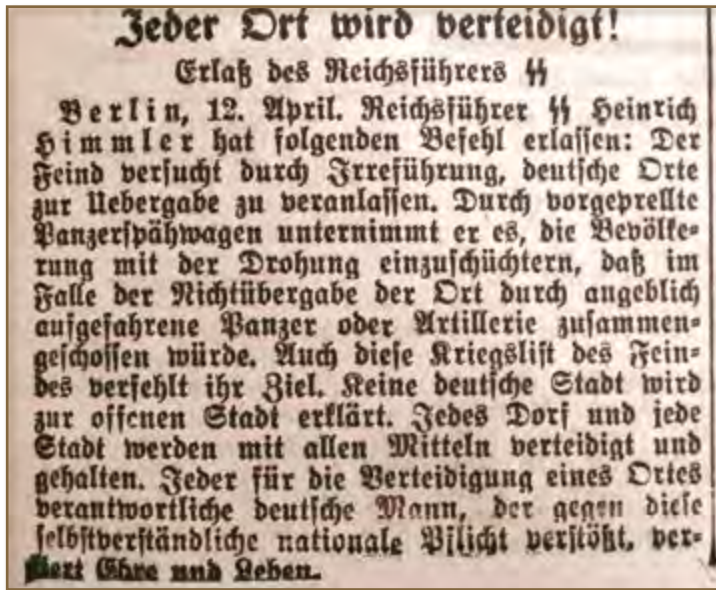 Jeder Ort wird verteidigt!
Erlaß des Reichsführers ᛋᛋ
Berlin, 12. April. Reichsführer ᛋᛋ Heinrich
Himmler hat folgenden Befehl erlassen: Der
Feind versucht durch Irreführung, deutsche Orte
zur Uebergabe zu veranlassen. Durch vorgeprellte
Panzerspähwagen unternimmt er es, die Bevölke-
rung mit der Drohung einzuschüchtern, daß im
Falle der Nichtübergabe der Ort durch angeblich
aufgefahrene Panzer oder Artillerie zusammen-
geschossen würde. Auch diese Kriegslist des Fein-
des verfehlt ihr Ziel. Keine deutsche Stadt wird
zur offenen Stadt erklärt. Jedes Dorf und jede
Stadt werden mit allen Mitteln verteidigt und
gehalten. Jeder für die Verteidigung eines Ortes
verantwortliche deutsche Mann, der gegen diese
selbstverständliche nationale Pflicht verstößt, ver-
liert Ehre und Leben.